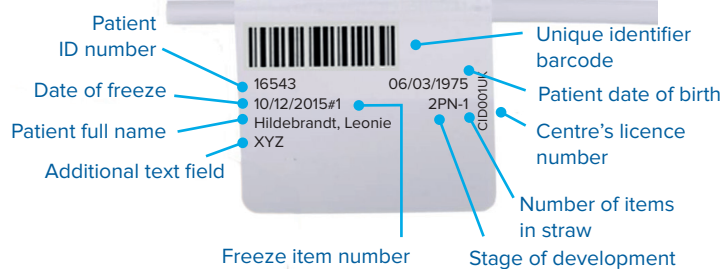 Patient
ID number
Date of freeze
Patient full name
Additional text field
16543
10/12/2015#1
Hildebrandt, Leonie
XYZ
06/03/1975
2PN-1
CID001UK
Unique identifier
barcode
Patient date of birth
Centre's licence
number
Number of items
in straw
Stage of development
Freeze item number